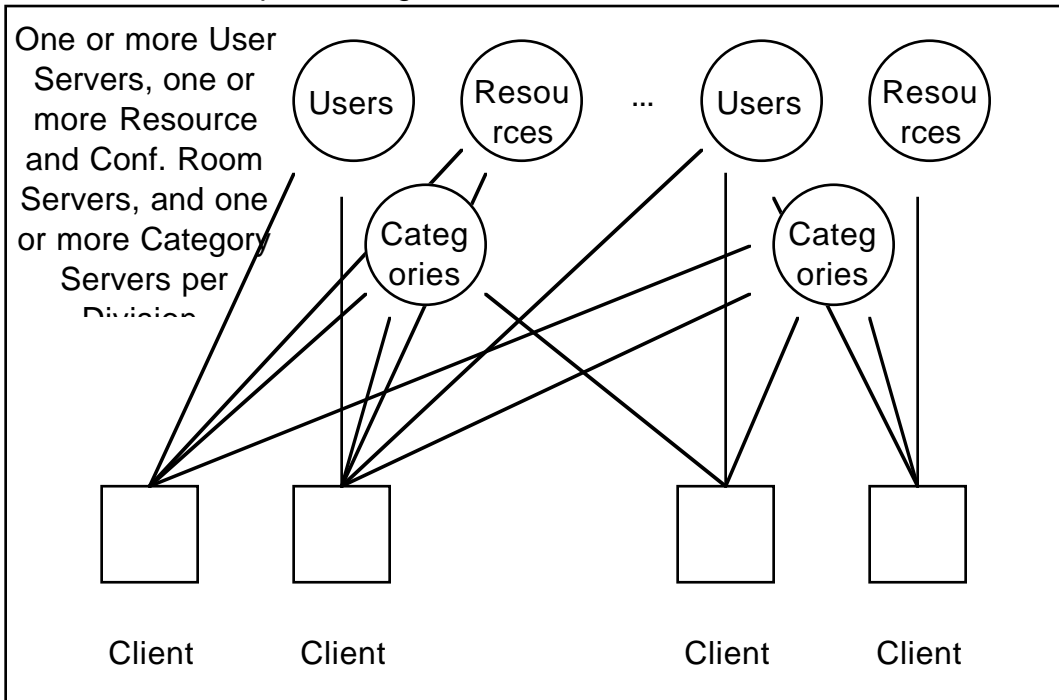 One or more User
Servers, one or
more Resource
and Conf. Room
Servers, and one
or more Category
Servers per
Division
Users
Resou
rces
...
Users
Resou
rces
Categ
ories
Categ
ories
Client
Client
Client
Client